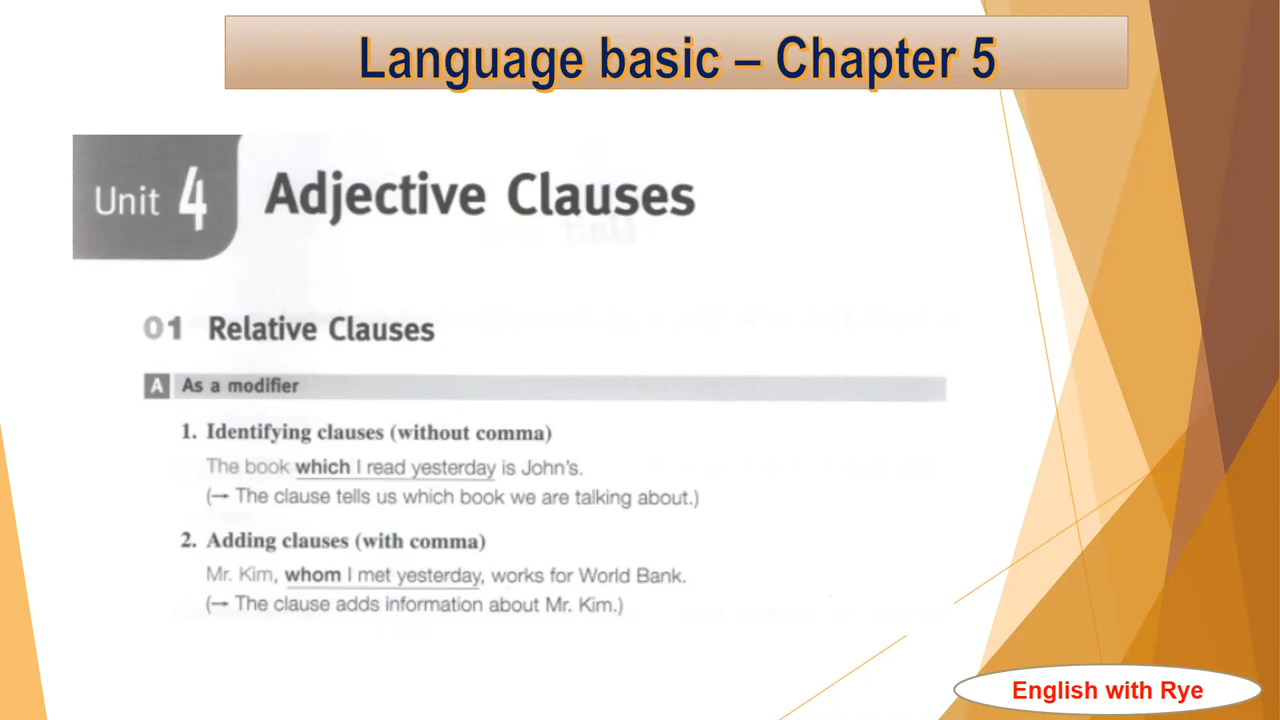 Language basic – Chapter 5
Unit 4 Adjective Clauses
01 Relative Clauses
A As a modifier
1. Identifying clauses (without comma)
The book which I read yesterday is John's.
(→ The clause tells us which book we are talking about.)
2. Adding clauses (with comma)
Mr. Kim, whom I met yesterday, works for World Bank.
(→ The clause adds information about Mr. Kim.)
English with Rye